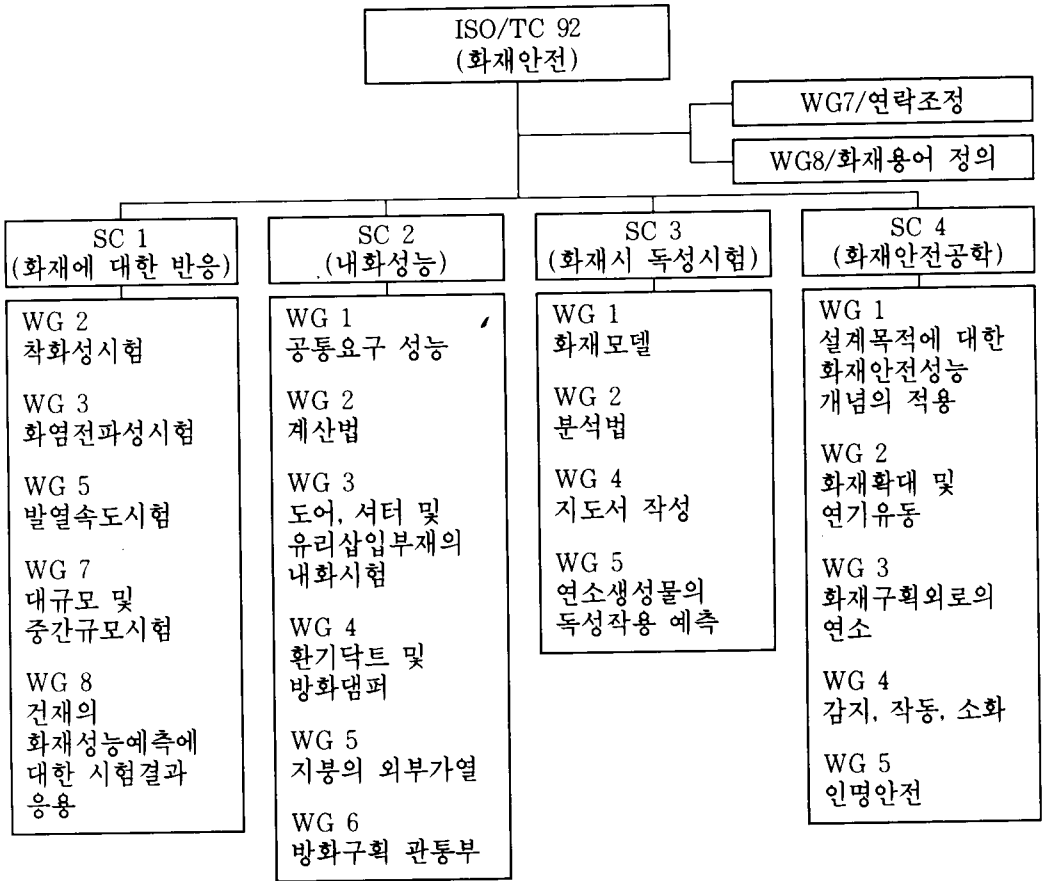 ISO/TC 92
(화재안전)
WG7/연락조정
WG8/화재용어 정의
SC 1
(화재에 대한 반응)
WG 2
착화성시험
WG 3
화염전파성시험
WG 5
발열속도시험
WG 7
대규모 및
중간규모시험
WG 8
건재의
화재성능예측에
대한 시험결과
응용
SC 2
(내화성능)
WG 1
공통요구 성능
WG 2
계산법
WG 3
도어, 셔터 및
유리삽입부재의
내화시험
WG 4
환기닥트 및
방화댐퍼
WG 5
지붕의 외부가열
WG 6
방화구획 관통부
SC 3
(화재시 독성시험)
WG 1
화재모델
WG 2
분석법
WG 4
지도서 작성
WG 5
연소생성물의
독성작용 예측
SC 4
(화재안전공학)
WG 1
설계목적에 대한
화재안전성능
개념의 적용
WG 2
화재확대 및
연기유동
WG 3
화재구획외로의
연소
WG 4
감지, 작동, 소화
WG 5
인명안전